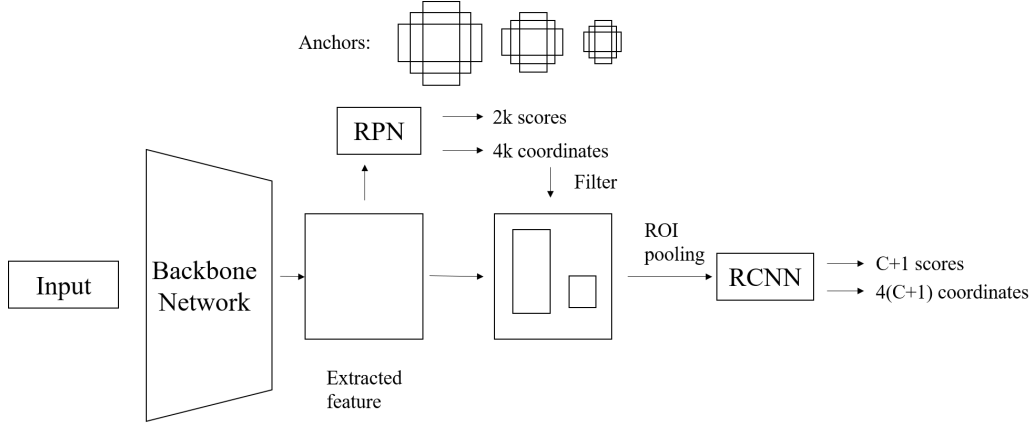 Anchors:
RPN
2k scores
4k coordinates
Filter
Input
Backbone
Network
Extracted
feature
ROI
pooling
RCNN
C+1 scores
4(C+1) coordinates